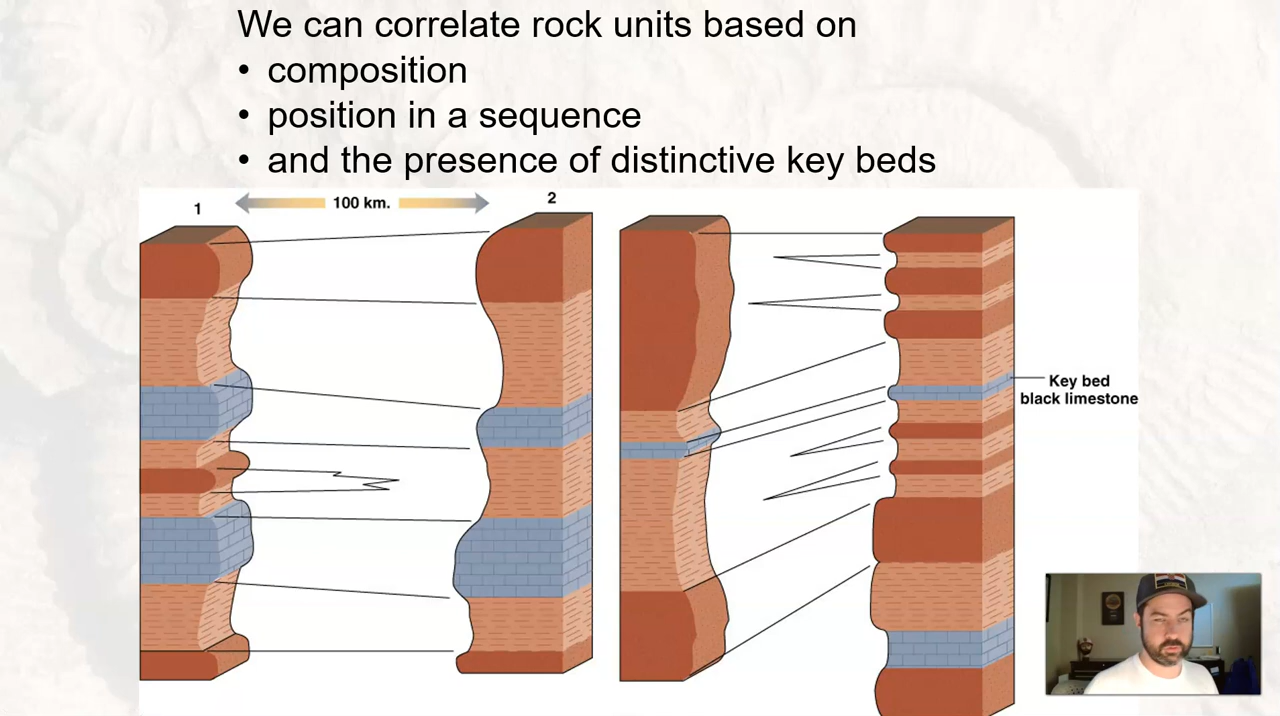 We can correlate rock units based on
• composition
• position in a sequence
• and the presence of distinctive key beds
1
100 km.
2
Key bed
black limestone